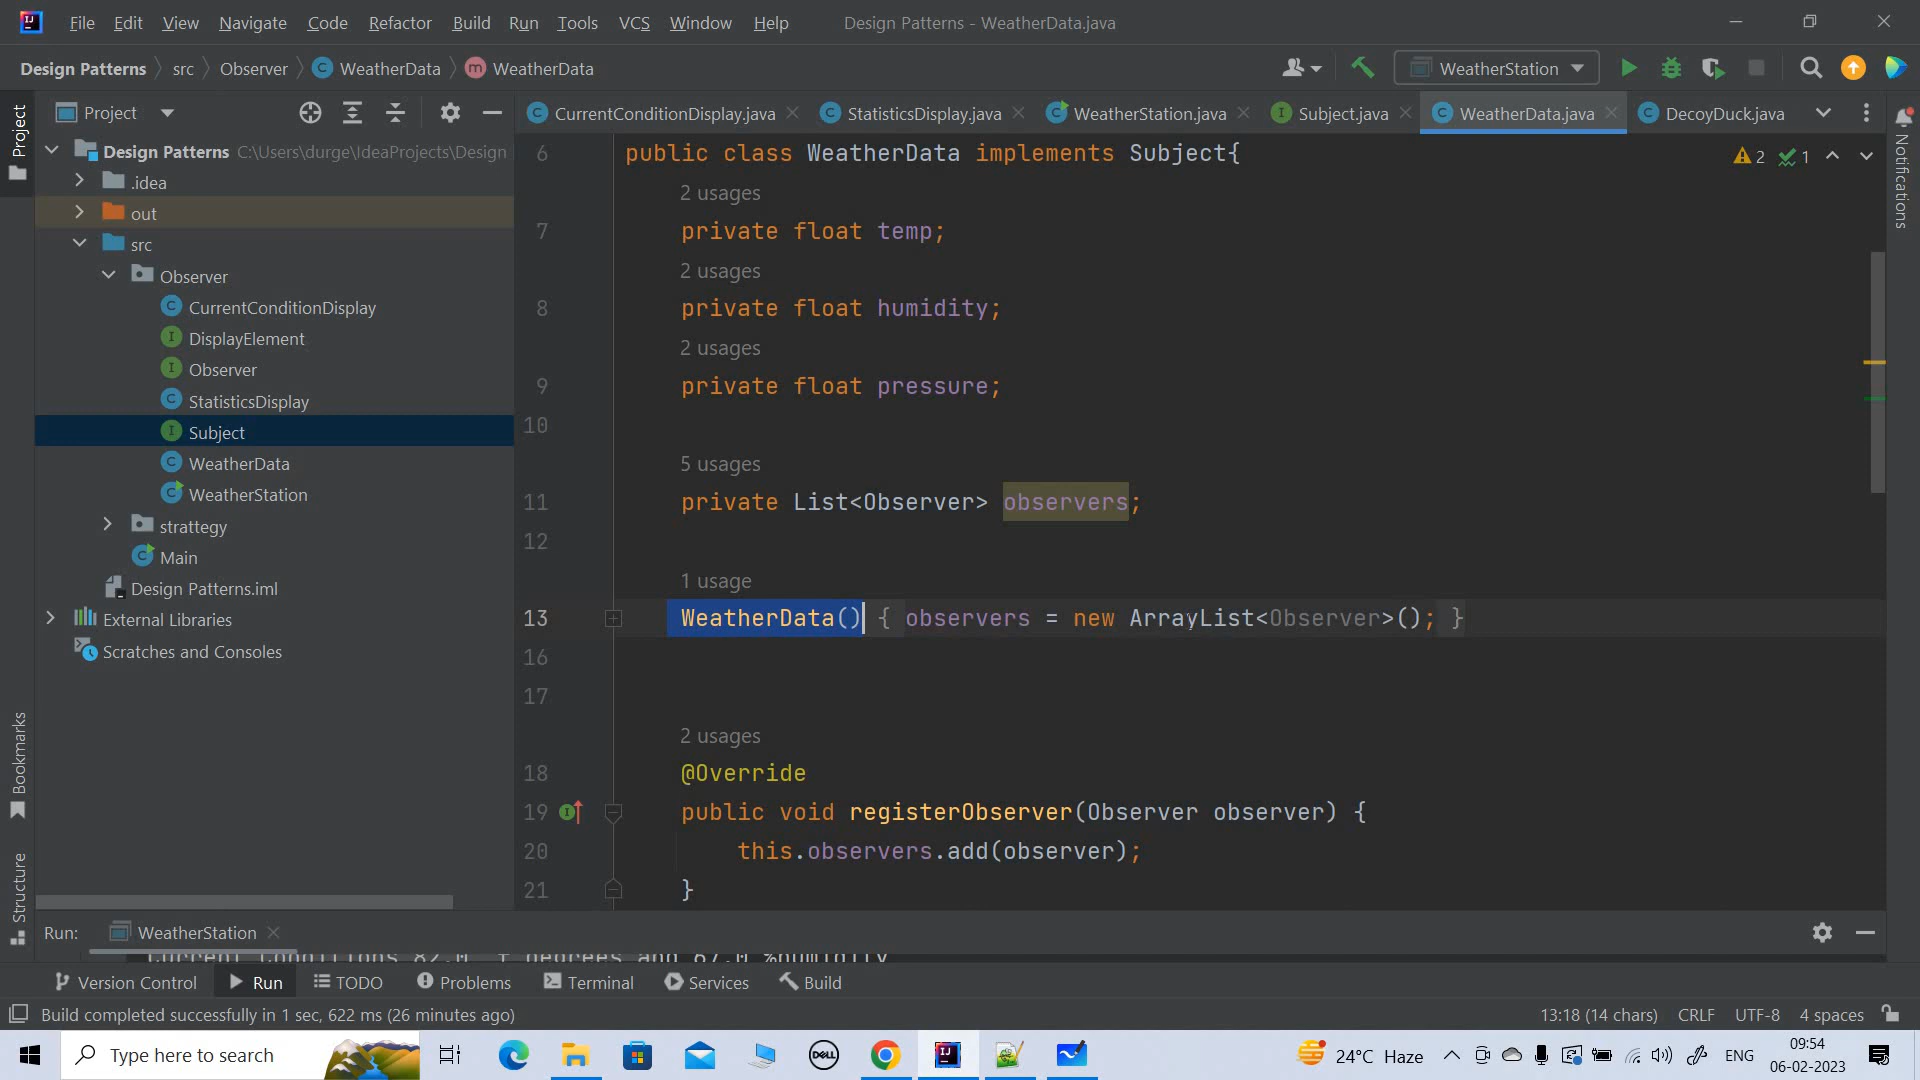 File Edit View Navigate Code Refactor Build Run Tools VCS Window Help Design Patterns - WeatherData.java
Design Patterns src Observer WeatherData m WeatherData WeatherStation
Project
CurrentConditionDisplay.java StatisticsDisplay.java WeatherStation.java Subject.java WeatherData.java DecoyDuck.java
Project
Notifications
Bookmarks
Structure
Design Patterns C:\Users\durge\IdeaProjects\Design
.idea
out
src
Observer
CurrentConditionDisplay
DisplayElement
Observer
StatisticsDisplay
Subject
WeatherData
WeatherStation
strattegy
Main
Design Patterns.iml
External Libraries
Scratches and Consoles
6 public class WeatherData implements Subject{
2 1
2 usages
7 private float temp;
2 usages
8 private float humidity;
2 usages
9 private float pressure;
10
5 usages
11 private List<Observer> observers;
12
1 usage
13 WeatherData() { observers = new ArrayList<Observer>(); }
16
17
2 usages
18 @Override
19 public void registerObserver(Observer observer) {
20 this.observers.add(observer);
21 }
Run: WeatherStation
Version Control Run TODO Problems Terminal Services Build
Build completed successfully in 1 sec, 622 ms (26 minutes ago) 13:18 (14 chars) CRLF UTF-8 4 spaces
Type here to search DELL 24°C Haze ENG 09:54
06-02-2023